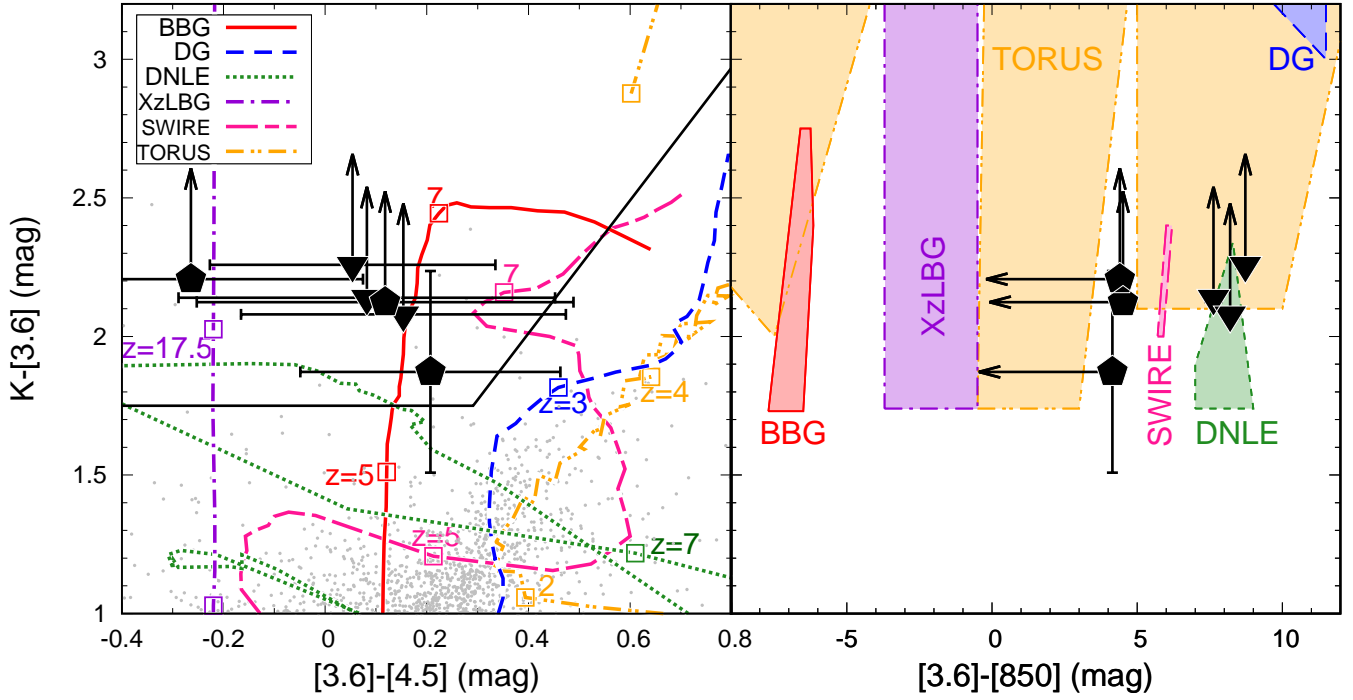 BBG
DG
DNLE
XzLBG
SWIRE
TORUS
K-[3.6] (mag)
3
2.5
2
1.5
1
7
7
z=17.5
z=3
z=4
z=5
z=5
z=7
2
-0.4
-0.2
0
0.2
0.4
0.6
0.8
[3.6]-[4.5] (mag)
TORUS
DG
XzLBG
BBG
SWIRE
DNLE
-5
0
5
10
[3.6]-[850] (mag)